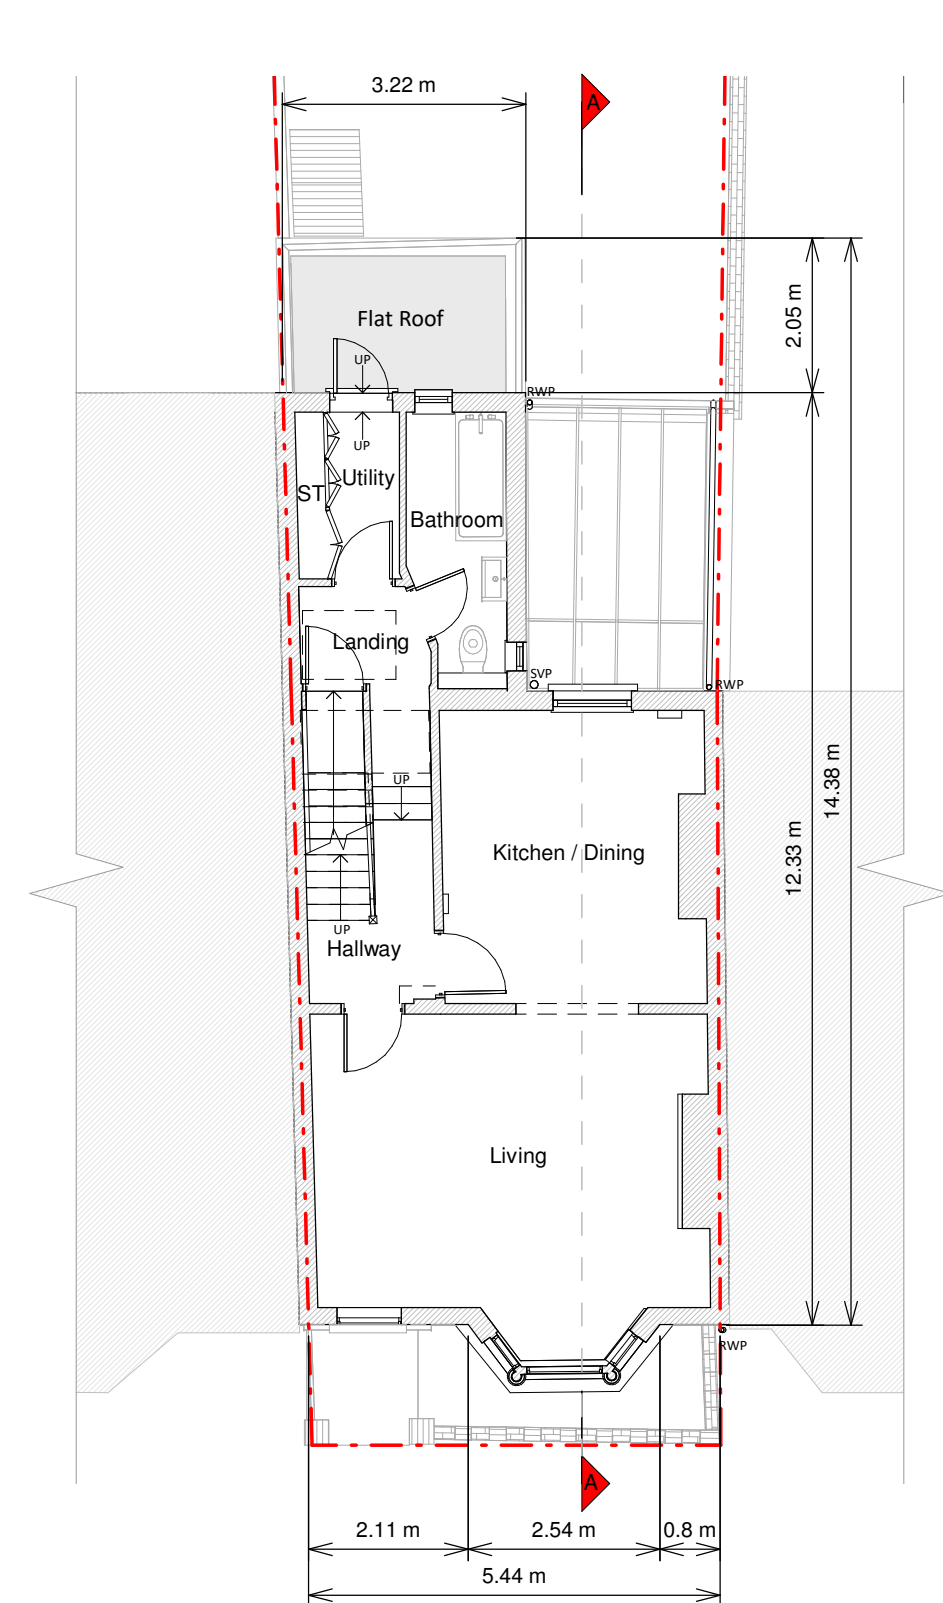 3.22 m
A
2.05 m
Flat Roof
UP
RWP
UP
Utility
ST
Bathroom
Landing
SVP
RWP
14.38 m
UP
12.33 m
Kitchen / Dining
UP
Hallway
Living
RWP
A
2.11 m
2.54 m
0.8 m
5.44 m